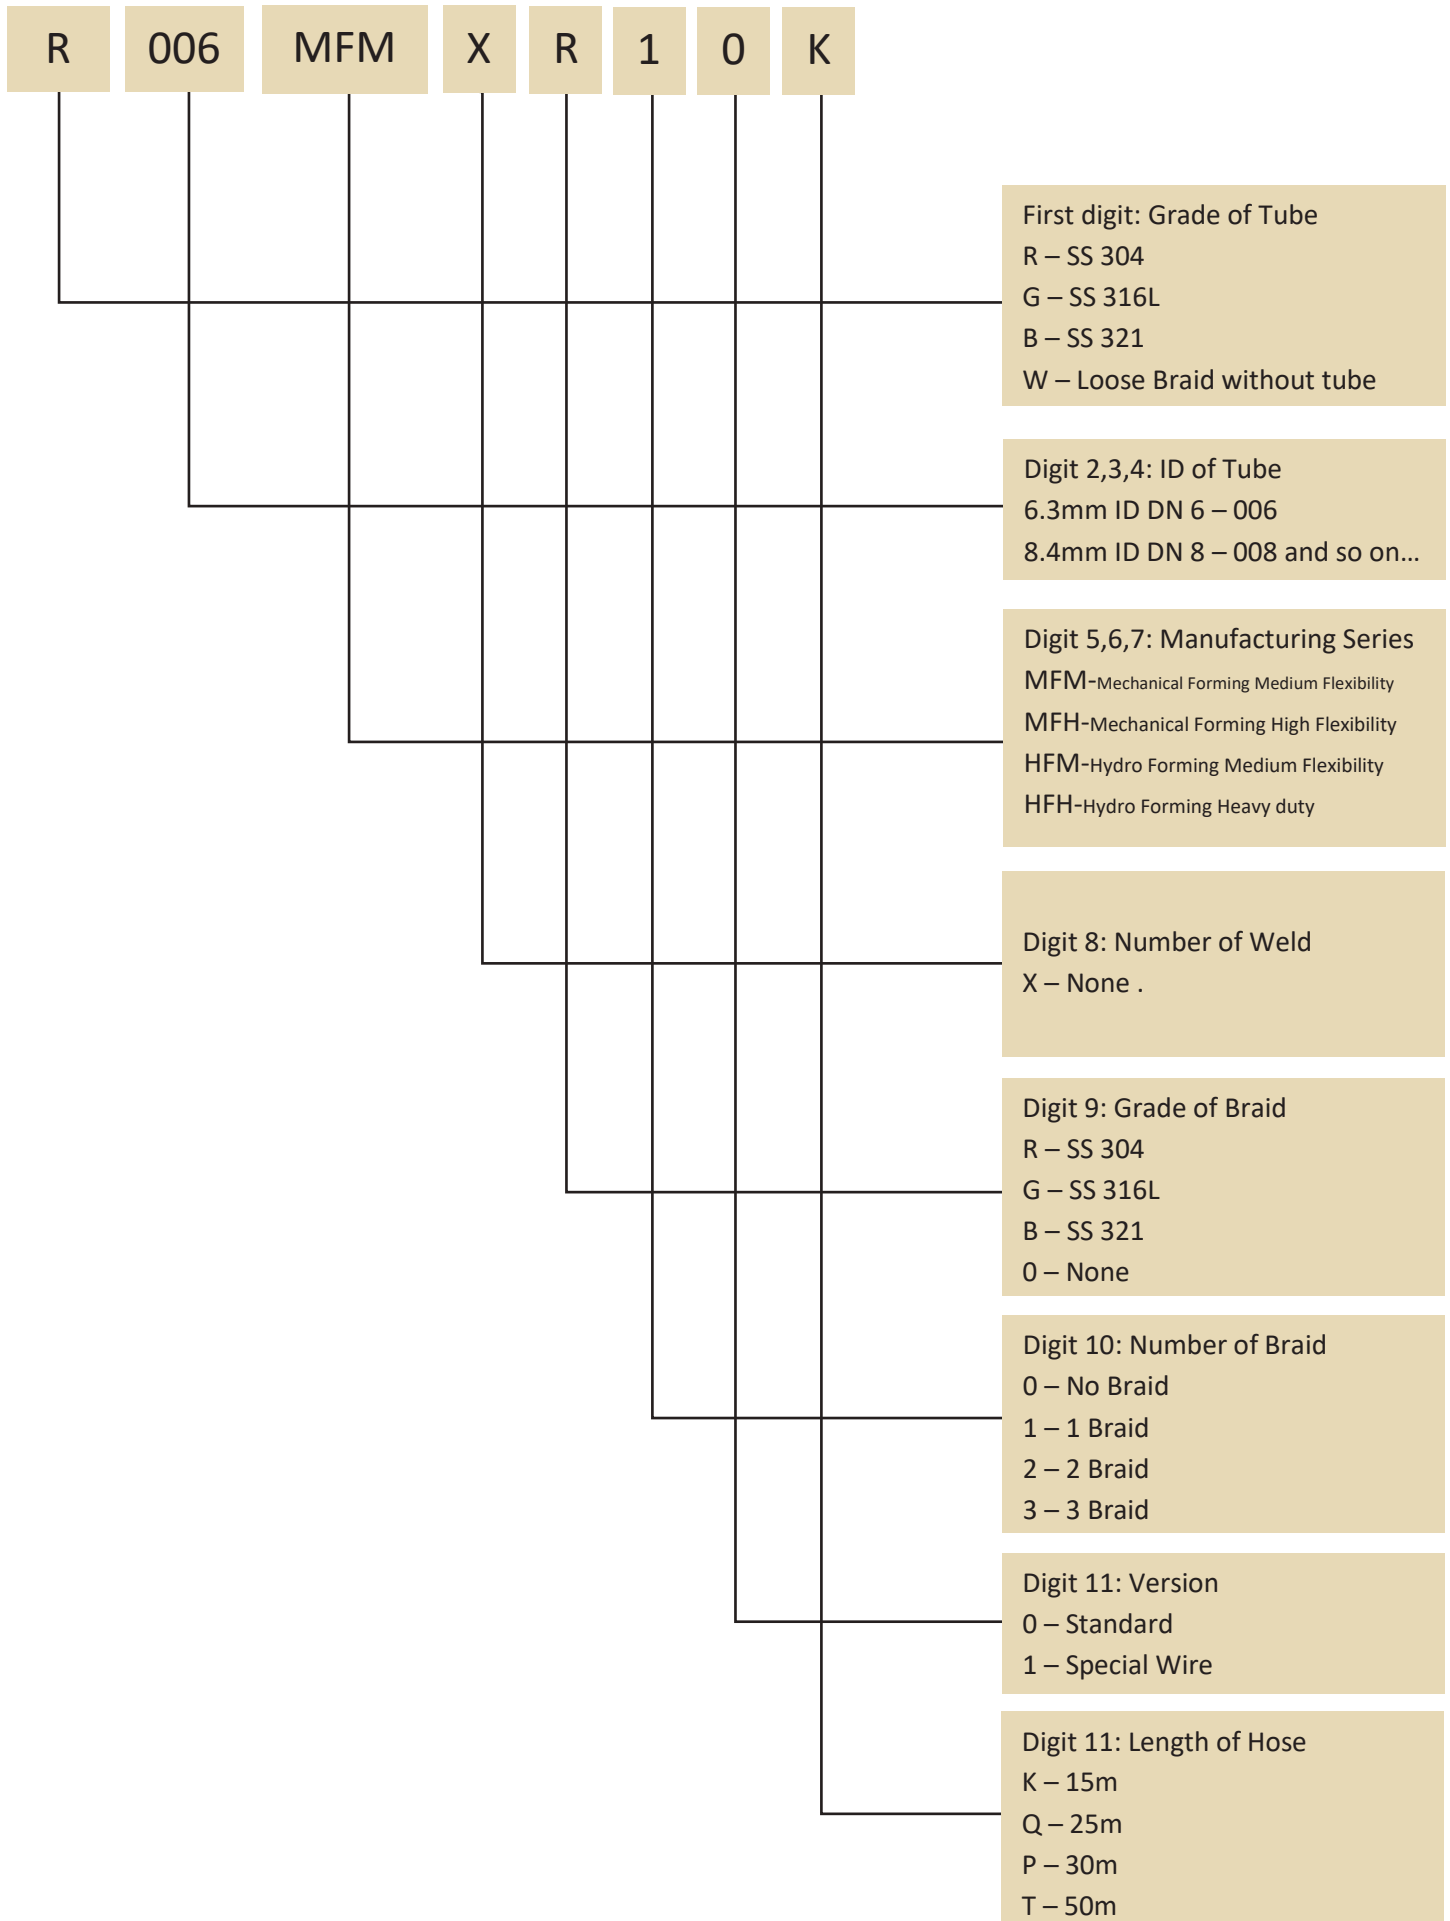 R 006 MFM X R 1 0 K
First digit: Grade of Tube
R – SS 304
G – SS 316L
B – SS 321
W – Loose Braid without tube
Digit 2,3,4: ID of Tube
6.3mm ID DN 6 – 006
8.4mm ID DN 8 – 008 and so on...
Digit 5,6,7: Manufacturing Series
MFM-Mechanical Forming Medium Flexibility
MFH-Mechanical Forming High Flexibility
HFM-Hydro Forming Medium Flexibility
HFH-Hydro Forming Heavy duty
Digit 8: Number of Weld
X – None .
Digit 9: Grade of Braid
R – SS 304
G – SS 316L
B – SS 321
0 – None
Digit 10: Number of Braid
0 – No Braid
1 – 1 Braid
2 – 2 Braid
3 – 3 Braid
Digit 11: Version
0 – Standard
1 – Special Wire
Digit 11: Length of Hose
K – 15m
Q – 25m
P – 30m
T – 50m